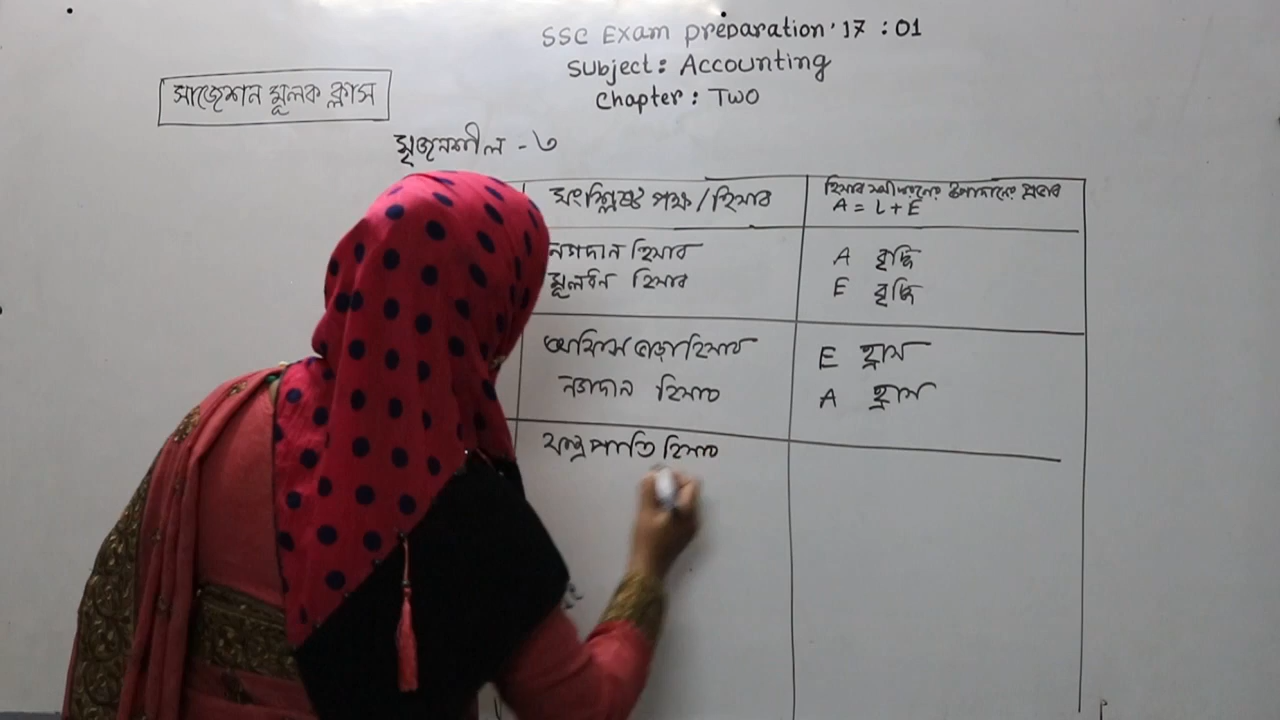 SSC Exam preparation'17 : 01
Subject: Accounting
Chapter: Two
সাজেশন মূলক ক্লাস
সৃজনশীল - ৩
সংশ্লিষ্ট পক্ষ/হিসাব
হিসাব সমীকরণের উপাদানের প্রভাব
A = L + E
নগদান হিসাব
A বৃদ্ধি
মূলধন হিসাব
E বৃদ্ধি
অফিস ভাড়া হিসাব
E হ্রাস
নগদান হিসাব
A হ্রাস
যন্ত্রপাতি হিসাব